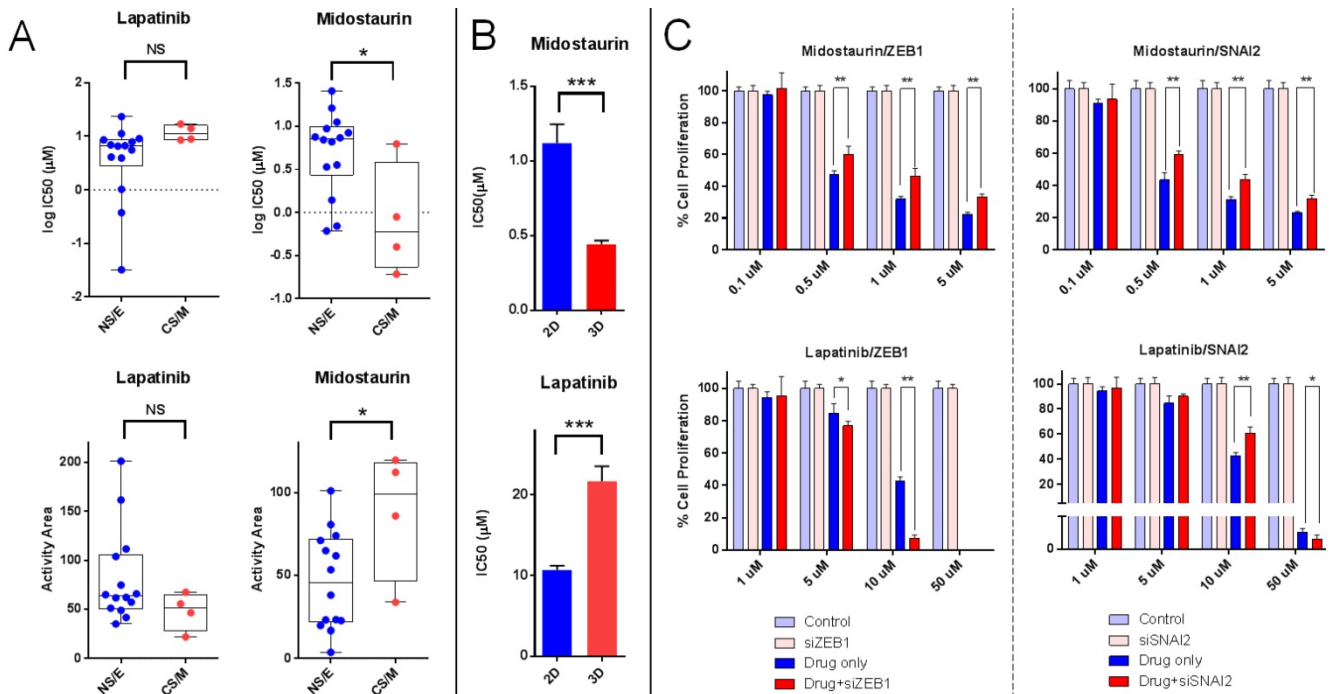 A
Lapatinib
NS
log IC50 (µM)
2
1
0
-1
-2
NS/E
CS/M
Midostaurin
*
log IC50 (µM)
1.5
1.0
0.5
0.0
-0.5
-1.0
NS/E
CS/M
Lapatinib
NS
Activity Area
200
150
100
50
0
NS/E
CS/M
Midostaurin
*
Activity Area
100
50
0
NS/E
CS/M
B
Midostaurin
***
IC50(µM)
1.5
1.0
0.5
0.0
2D
3D
Lapatinib
***
IC50 (µM)
20
10
0
2D
3D
C
Midostaurin/ZEB1
** ** **
% Cell Proliferation
100
80
60
40
20
0
0.1 uM
0.5 uM
1 uM
5 uM
Midostaurin/SNAI2
** ** **
100
80
60
40
20
0
0.1 uM
0.5 uM
1 uM
5 uM
Lapatinib/ZEB1
* **
% Cell Proliferation
100
80
60
40
20
0
1 uM
5 uM
10 uM
50 uM
Control
siZEB1
Drug only
Drug+siZEB1
Lapatinib/SNAI2
** *
100
80
60
40
20
0
1 uM
5 uM
10 uM
50 uM
Control
siSNAI2
Drug only
Drug+siSNAI2